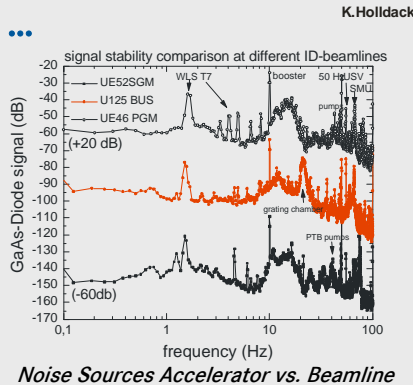 K.Holldack
signal stability comparison at different ID-beamlines
-20
-30
-40
-50
-60
-70
-80
-90
-100
-110
-120
-130
-140
-150
-160
-170
GaAs-Diode signal (dB)
UE52SGM
U125 BUS
UE46 PGM
WLS T7
booster
50 Hz
USV
SMU
pumps
(+20 dB)
grating chamber
PTB pumps
(-60db)
0,1
1
10
100
frequency (Hz)
Noise Sources Accelerator vs. Beamline